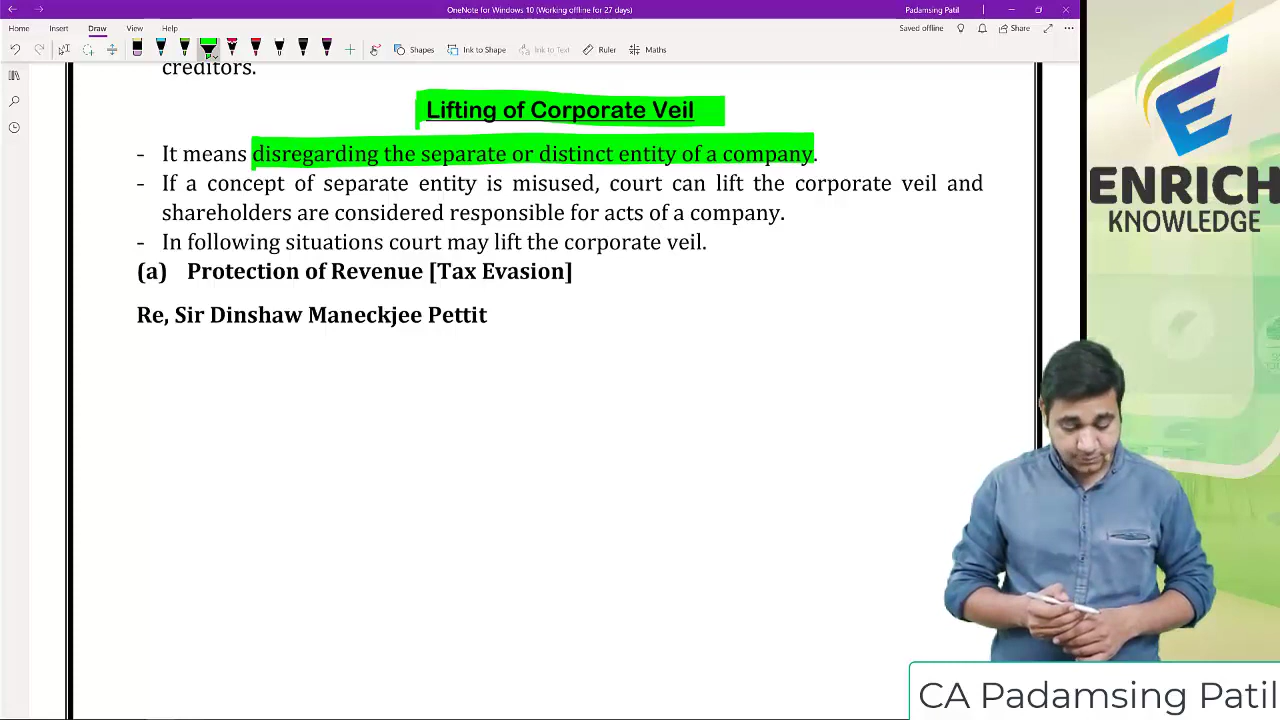 OneNote for Windows 10 (Working offline for 27 days)
Padamsing Patil
Home Insert Draw View Help
Saved offline Share
Shapes Ink to Shape Ink to Text Ruler Maths
creditors.
Lifting of Corporate Veil
- It means disregarding the separate or distinct entity of a company.
- If a concept of separate entity is misused, court can lift the corporate veil and
shareholders are considered responsible for acts of a company.
- In following situations court may lift the corporate veil.
(a) Protection of Revenue [Tax Evasion]
Re, Sir Dinshaw Maneckjee Pettit
ENRICH
KNOWLEDGE
CA Padamsing Patil